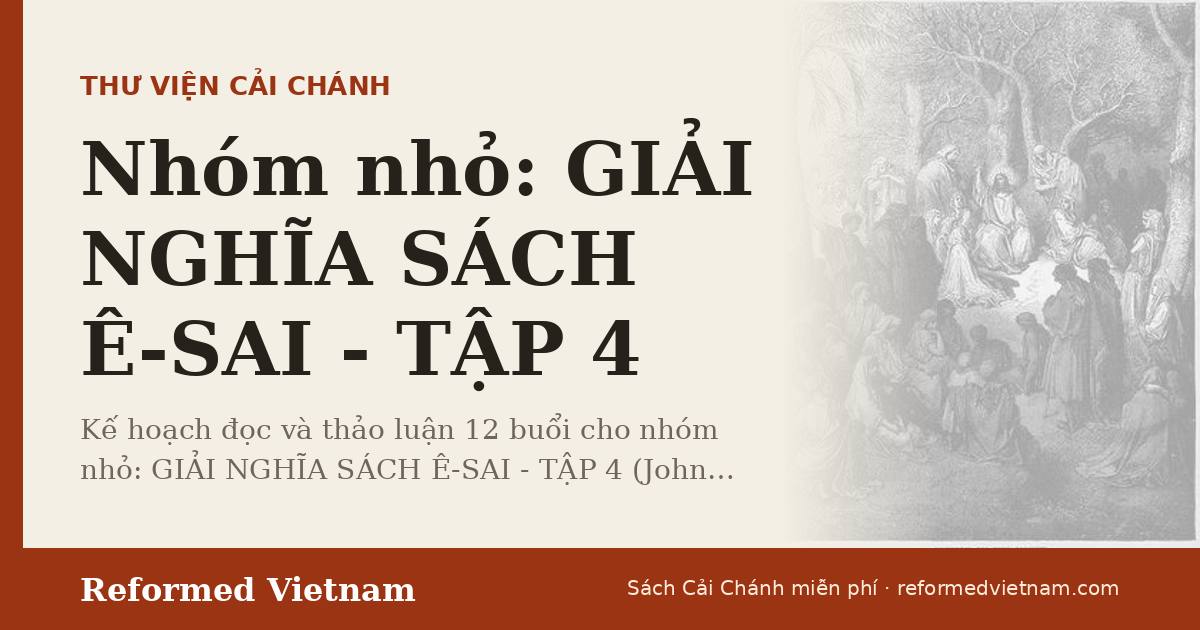 THƯ VIỆN CẢI CHÁNH
Nhóm nhỏ: GIẢI
NGHĨA SÁCH
Ê-SAI - TẬP 4
Kế hoạch đọc và thảo luận 12 buổi cho nhóm
nhỏ: GIẢI NGHĨA SÁCH Ê-SAI - TẬP 4 (John...
Reformed Vietnam
Sách Cải Chánh miễn phí · reformedvietnam.com